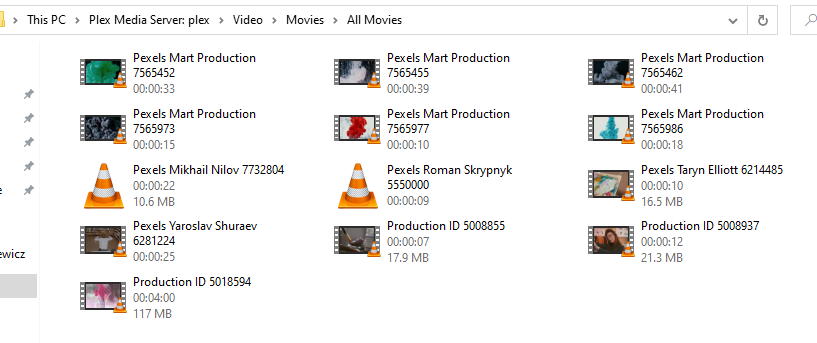 This PC > Plex Media Server: plex > Video > Movies > All Movies
Pexels Mart Production
7565452
00:00:33
Pexels Mart Production
7565455
00:00:39
Pexels Mart Production
7565462
00:00:41
Pexels Mart Production
7565973
00:00:15
Pexels Mart Production
7565977
00:00:10
Pexels Mart Production
7565986
00:00:18
Pexels Mikhail Nilov 7732804
00:00:22
10.6 MB
Pexels Roman Skrypnyk
5550000
00:00:09
Pexels Taryn Elliott 6214485
00:00:10
16.5 MB
Pexels Yaroslav Shuraev
6281224
00:00:25
Production ID 5008855
00:00:07
17.9 MB
Production ID 5008937
00:00:12
21.3 MB
ewicz
Production ID 5018594
00:04:00
117 MB